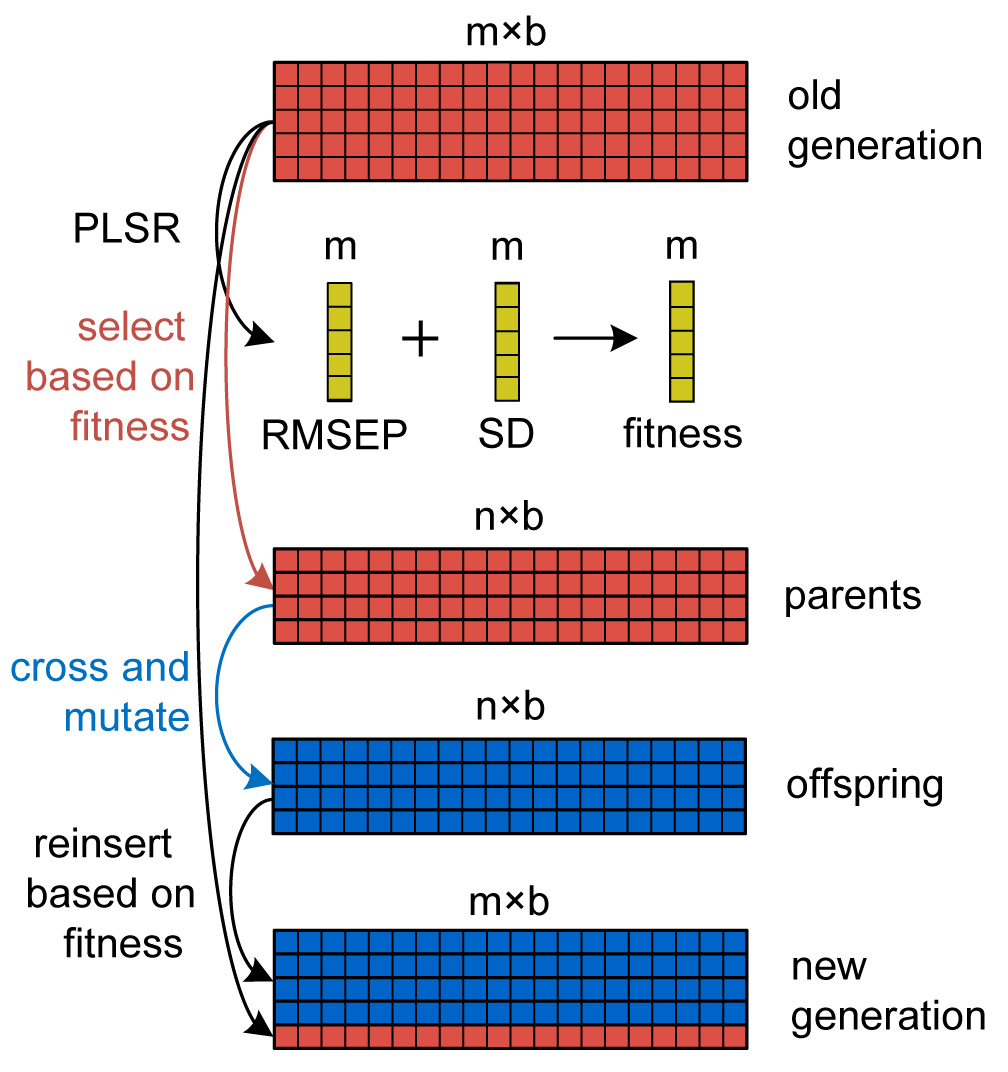 m×b
old
generation
PLSR
m
m
m
select
based on
fitness
+
RMSEP
SD
fitness
n×b
parents
cross and
mutate
n×b
offspring
reinsert
based on
fitness
m×b
new
generation